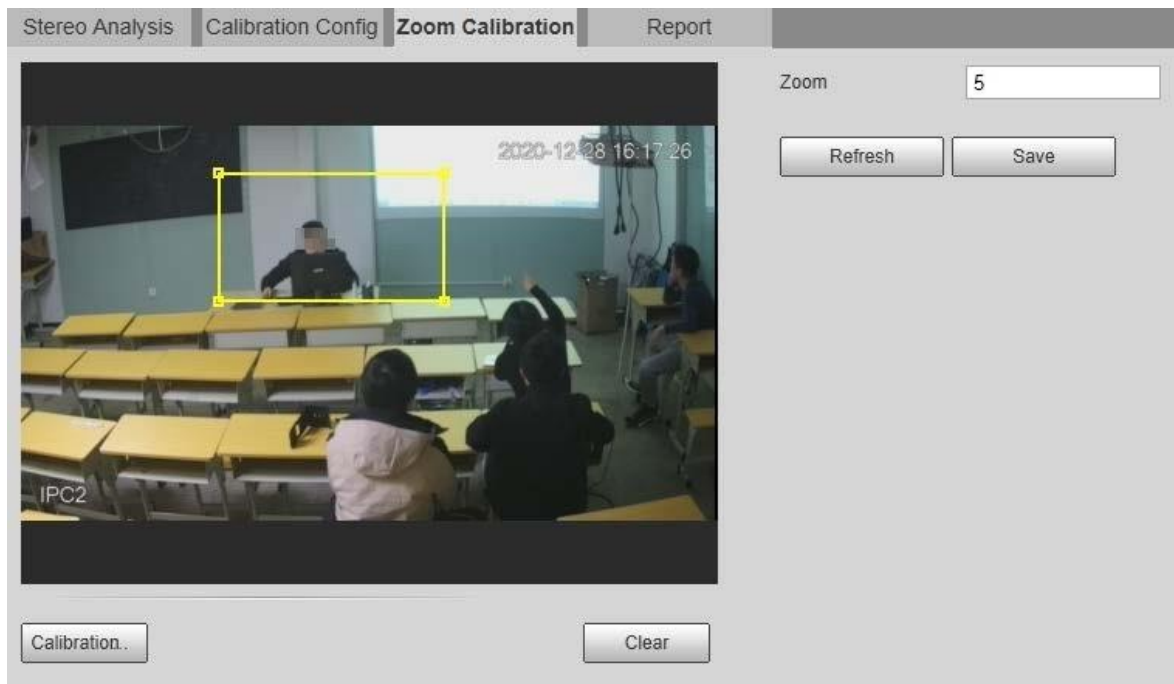 Stereo Analysis Calibration Config Zoom Calibration Report
Zoom 5
Refresh Save
2020-12-28 16:17:26
IPC2
Calibration.. Clear